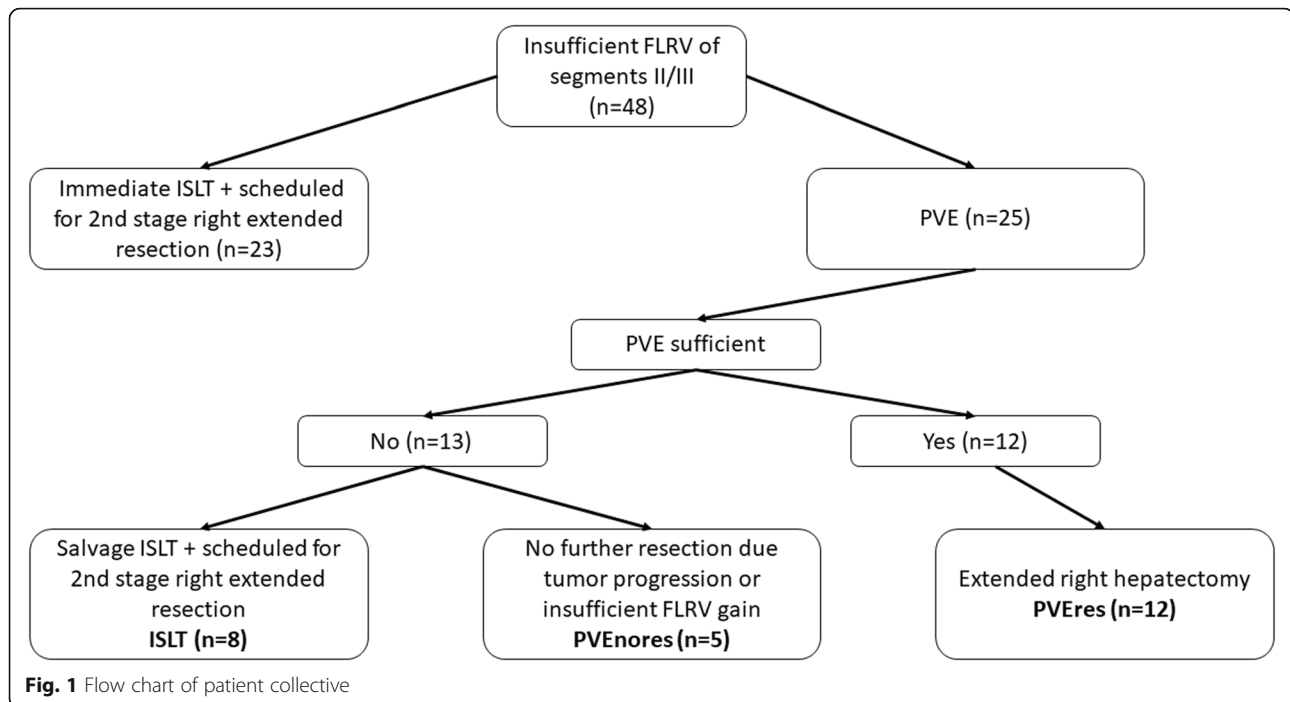 Insufficient FLRV of
segments II/III
(n=48)
Immediate ISLT + scheduled
for 2nd stage right extended
resection (n=23)
PVE (n=25)
PVE sufficient
No (n=13)
Yes (n=12)
Salvage ISLT + scheduled for
2nd stage right extended
resection
ISLT (n=8)
No further resection due
tumor progression or
insufficient FLRV gain
PVEnores (n=5)
Extended right hepatectomy
PVEres (n=12)
Fig. 1 Flow chart of patient collective